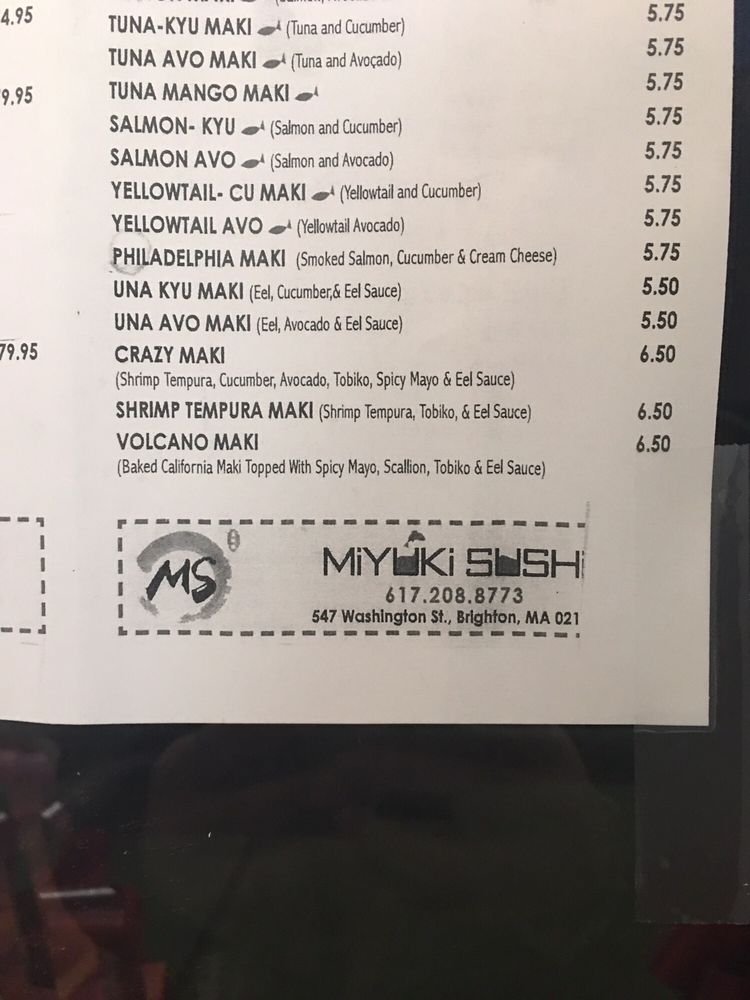 4.95
9.95
79.95
5.75
TUNA-KYU MAKI (Tuna and Cucumber)
TUNA AVO MAKI (Tuna and Avoçado) 5.75
TUNA MANGO MAKI 5.75
SALMON- KYU (Salmon and Cucumber) 5.75
SALMON AVO (Salmon and Avocado) 5.75
YELLOWTAIL- CU MAKI (Yellowtail and Cucumber) 5.75
YELLOWTAIL AVO (Yellowtail Avocado) 5.75
PHILADELPHIA MAKI (Smoked Salmon, Cucumber & Cream Cheese) 5.75
UNA KYU MAKI (Eel, Cucumber,& Eel Sauce) 5.50
UNA AVO MAKI (Eel, Avocado & Eel Sauce) 5.50
CRAZY MAKI 6.50
(Shrimp Tempura, Cucumber, Avocado, Tobiko, Spicy Mayo & Eel Sauce)
SHRIMP TEMPURA MAKI (Shrimp Tempura, Tobiko, & Eel Sauce) 6.50
VOLCANO MAKI 6.50
(Baked California Maki Topped With Spicy Mayo, Scallion, Tobiko & Eel Sauce)
MS
MiYUKi SUSHi
617.208.8773
547 Washington St., Brighton, MA 021